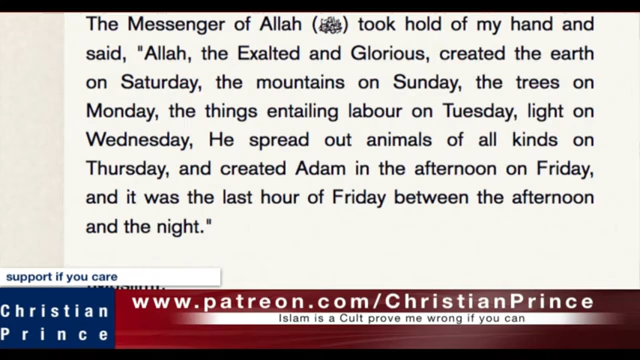 The Messenger of Allah (ﷺ) took hold of my hand and
said, "Allah, the Exalted and Glorious, created the earth
on Saturday, the mountains on Sunday, the trees on
Monday, the things entailing labour on Tuesday, light on
Wednesday, He spread out animals of all kinds on
Thursday, and created Adam in the afternoon on Friday,
and it was the last hour of Friday between the afternoon
and the night."
support if you care
Christian
Prince
www.patreon.com/ChristianPrince
Islam is a Cult prove me wrong if you can